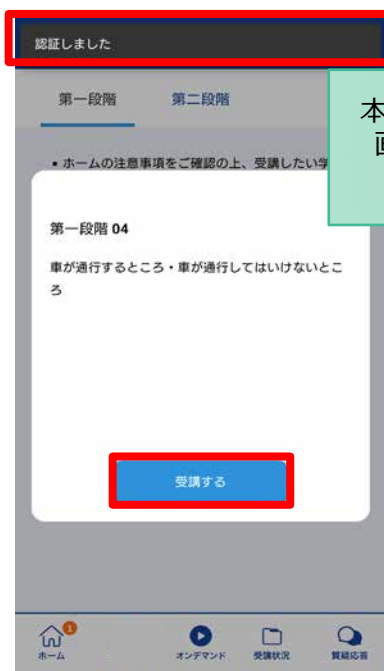 認証しました
第一段階 第二段階
本
画
• ホームの注意事項をご確認の上、受講したい学
第一段階 04
車が通行するところ・車が通行してはいけないとこ
ろ
受講する
1
ホーム オンデマンド 受講状況 質疑応答